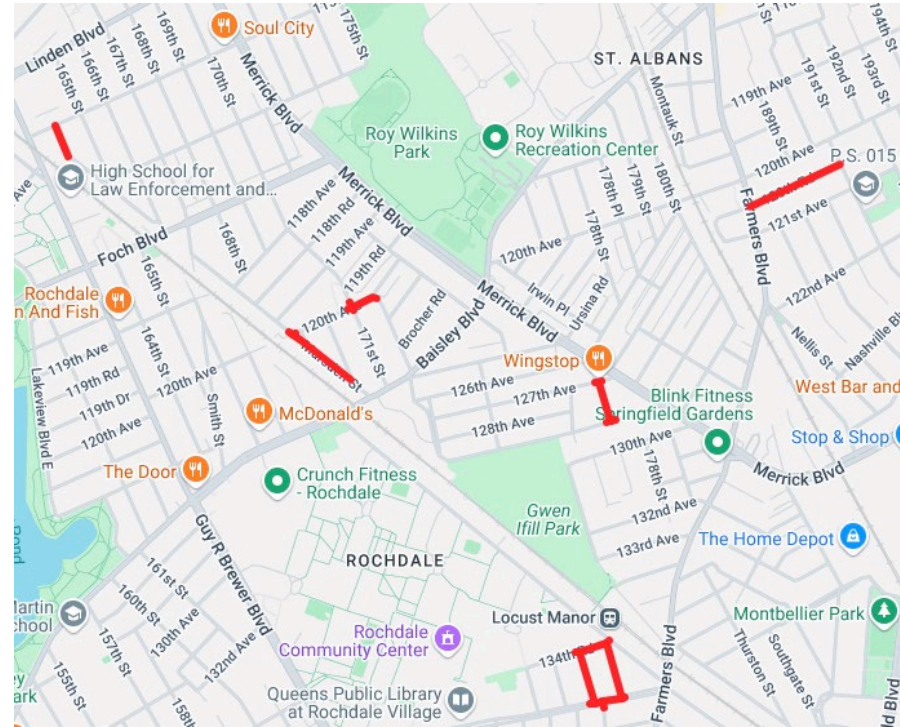 Linden Blvd
165th St
166th St
167th St
168th St
169th St
170th St
Soul City
Merrick Blvd
175th St
ST. ALBANS
Montauk St
119th Ave
189th St
191st St
192nd St
193rd St
194th St
Roy Wilkins
Park
Roy Wilkins
Recreation Center
High School for
Law Enforcement and...
Ave
Foch Blvd
165th St
168th St
118th Ave
118th Rd
119th Ave
119th Rd
Merrick Blvd
178th Pl
179th St
180th St
178th St
120th Ave
P.S. 015
Farmers Blvd
121st Ave
120th Ave
Rochdale
n And Fish
164th St
120th Ave
171st St
Brocher Rd
Baisley Blvd
Irwin Pl
Ursina Rd
Merrick Blvd
122nd Ave
Nellis St
Nashville Bl
119th Ave
119th Rd
119th Dr
120th Ave
120th Ave
Lakeview Blvd E
Smith St
McDonald's
The Door
Wingstop
126th Ave
127th Ave
128th Ave
Blink Fitness
Springfield Gardens
West Bar and
Stop & Shop
130th Ave
178th St
Merrick Blvd
Crunch Fitness
- Rochdale
Gwen
Ifill Park
132nd Ave
133rd Ave
The Home Depot
Pond
Guy R Brewer Blvd
ROCHDALE
161st St
160th St
157th St
155th St
130th Ave
132nd Ave
Martin
chool
ey
ark
Rochdale
Community Center
Locust Manor
134th Rd
Farmers Blvd
Queens Public Library
at Rochdale Village
Montbellier Park
Thurston St
Southgate St
ld Blvd